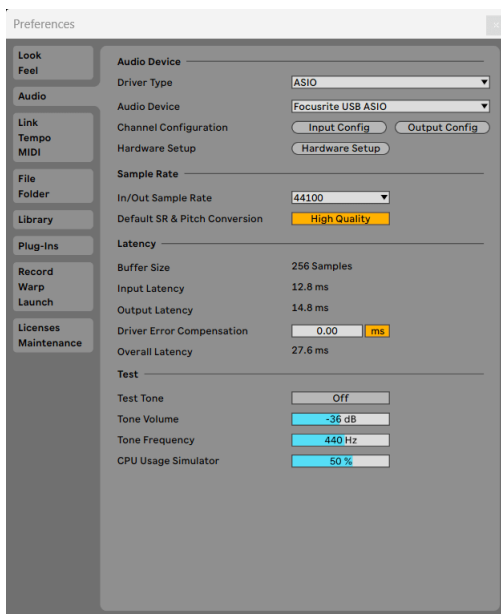 Preferences
Look
Feel
Audio
Link
Tempo
MIDI
File
Folder
Library
Plug-Ins
Record
Warp
Launch
Licenses
Maintenance
Audio Device
Driver Type ASIO
Audio Device Focusrite USB ASIO
Channel Configuration Input Config Output Config
Hardware Setup Hardware Setup
Sample Rate
In/Out Sample Rate 44100
Default SR & Pitch Conversion High Quality
Latency
Buffer Size 256 Samples
Input Latency 12.8 ms
Output Latency 14.8 ms
Driver Error Compensation 0.00 ms
Overall Latency 27.6 ms
Test
Test Tone Off
Tone Volume -36 dB
Tone Frequency 440 Hz
CPU Usage Simulator 50 %